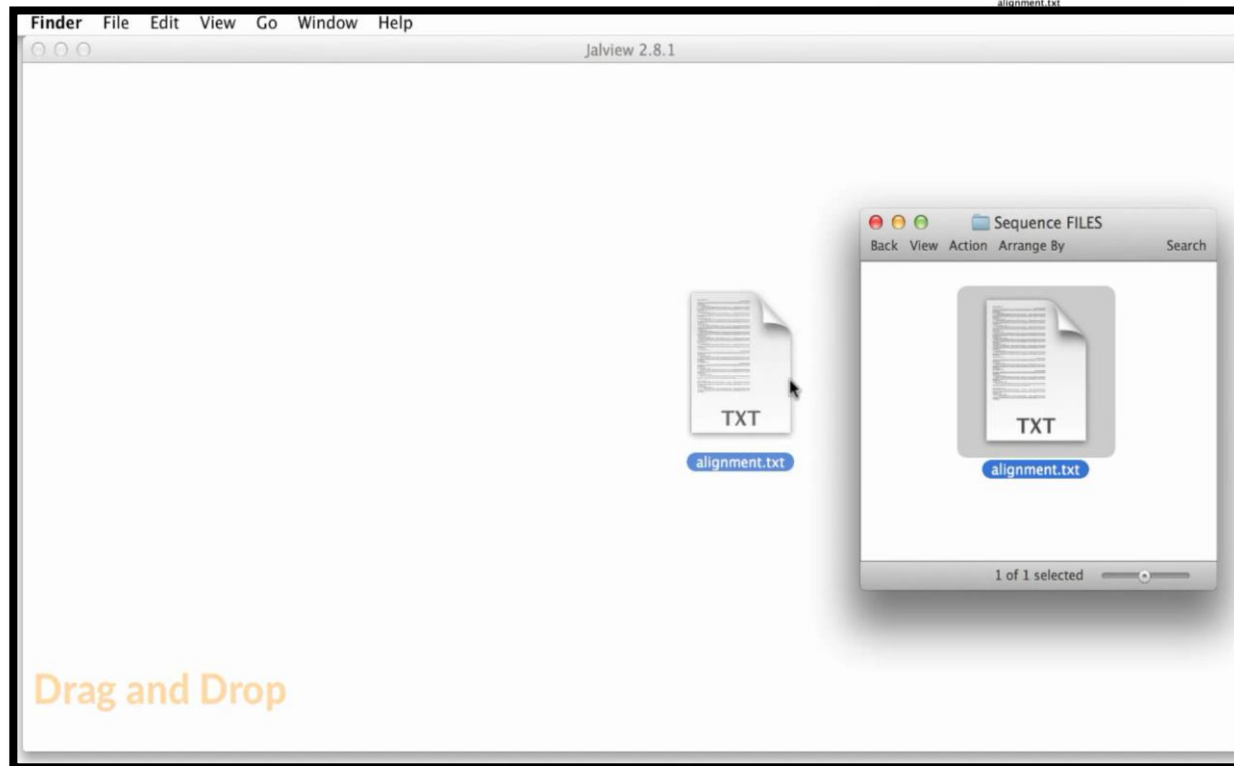 alignment.txt
Finder File Edit View Go Window Help
Jalview 2.8.1
Sequence FILES
Back View Action Arrange By Search
TXT
alignment.txt
TXT
alignment.txt
1 of 1 selected
Drag and Drop